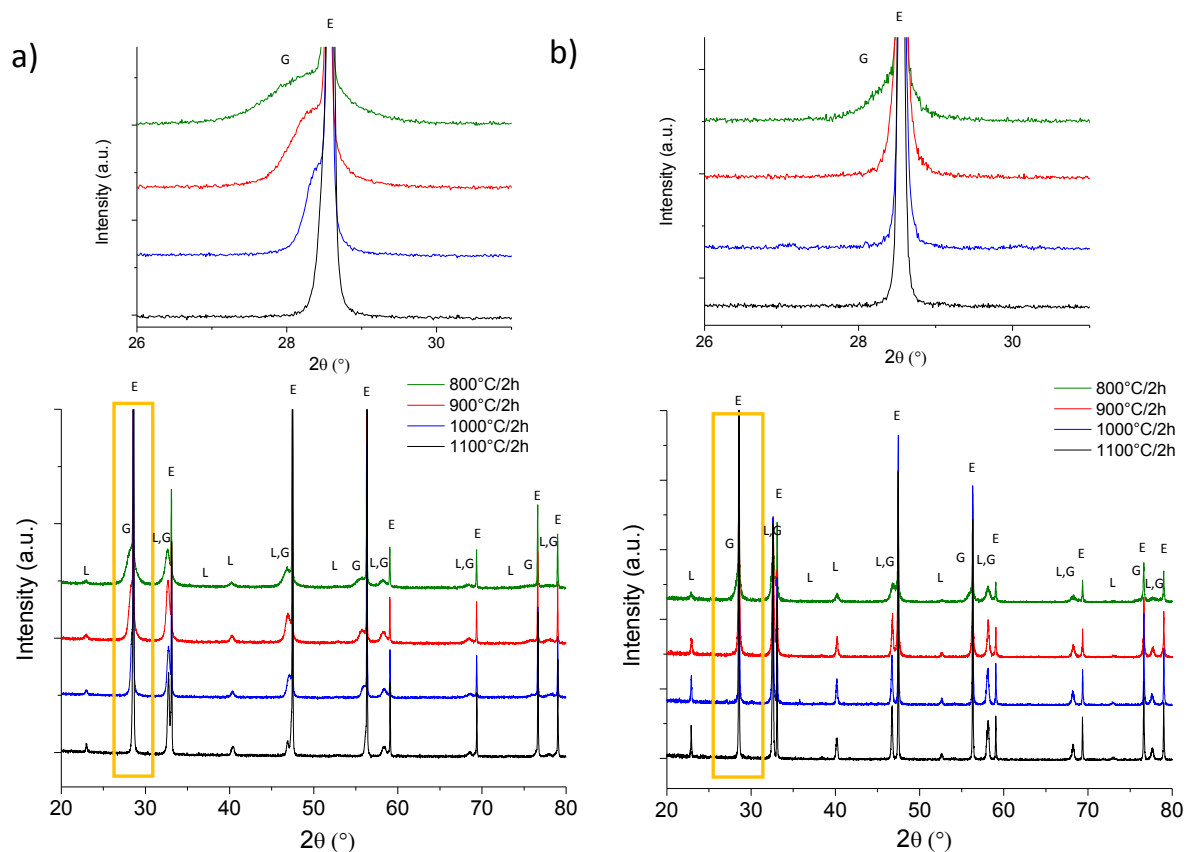 a)
E
G
Intensity (a.u.)
26 28 30
2θ (°)
b)
E
G
Intensity (a.u.)
26 28 30
2θ (°)
E
E
E
800°C/2h
900°C/2h
1000°C/2h
1100°C/2h
E
G
L,G
L
L
L
L,G
L
G
L,G
E
L,G
E
E
L
L,G
E
Intensity (a.u.)
20 30 40 50 60 70 80
2θ (°)
E
E
E
800°C/2h
900°C/2h
1000°C/2h
1100°C/2h
E
G
L,G
L
L
L
L,G
L
G
L,G
E
L,G
E
L
G
E
L,G
E
Intensity (a.u.)
20 30 40 50 60 70 80
2θ (°)